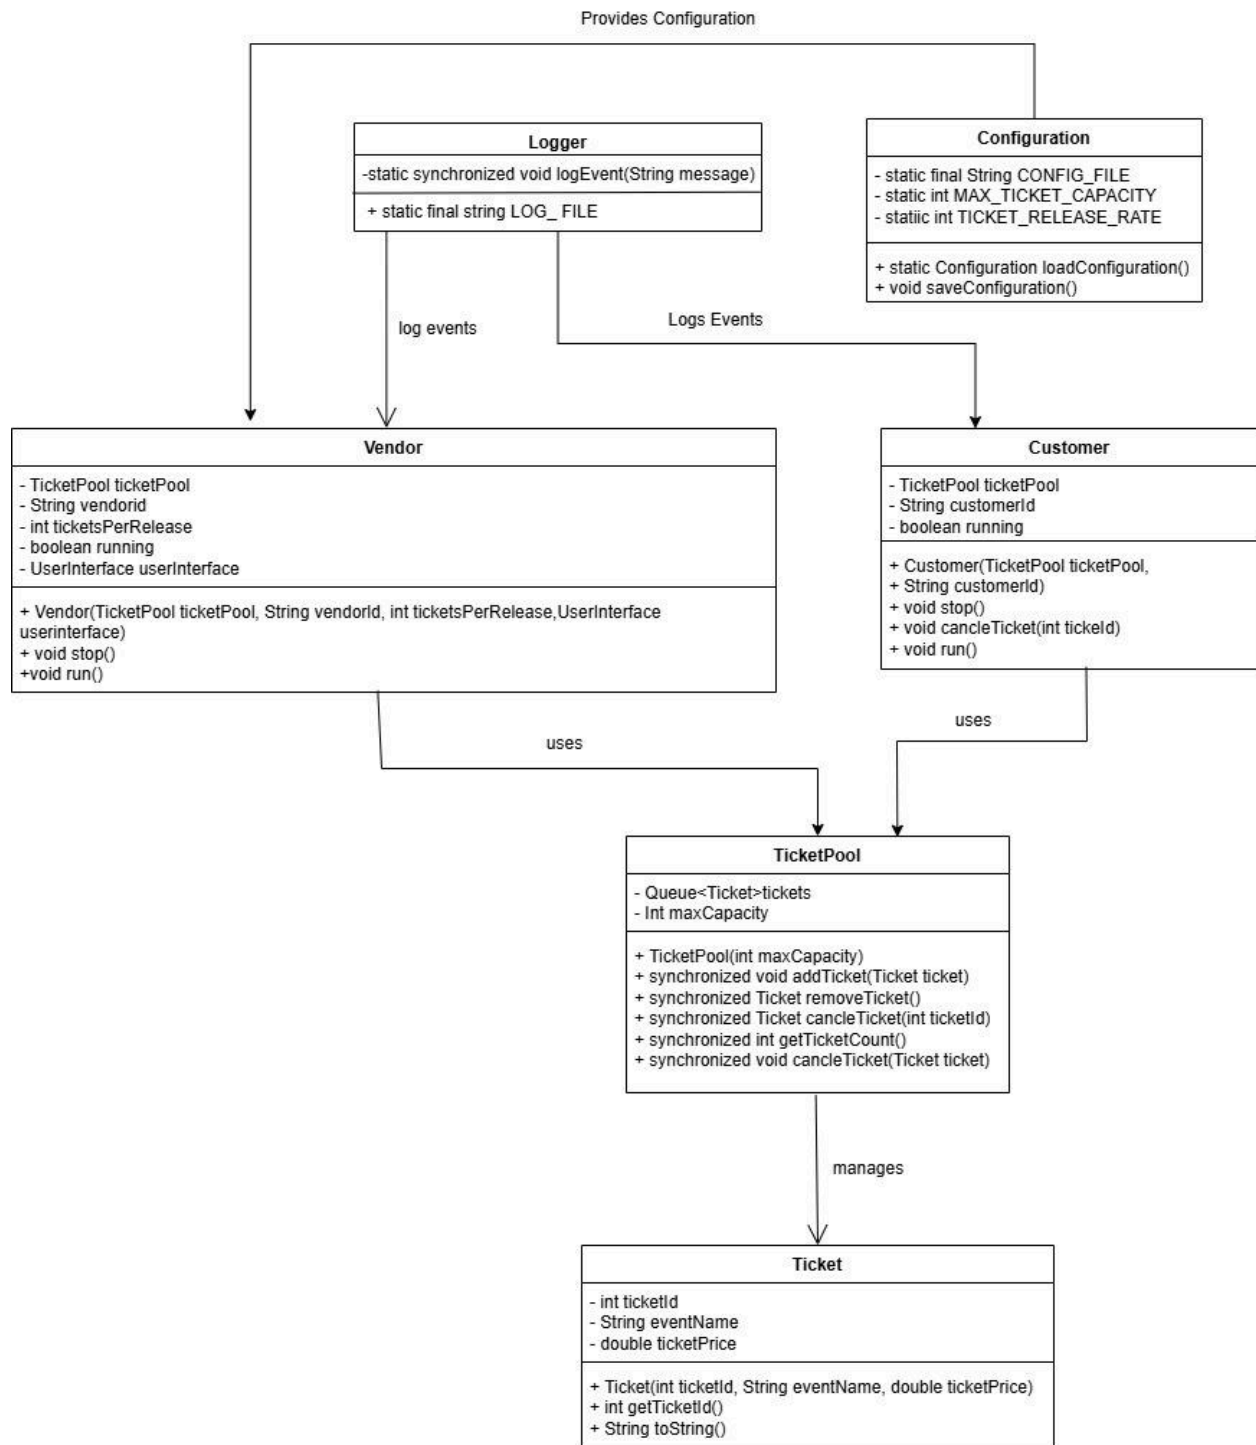 Provides Configuration
Logger
-static synchronized void logEvent(String message)
+ static final string LOG_ FILE
Configuration
- static final String CONFIG_FILE
- static int MAX_TICKET_CAPACITY
- statiic int TICKET_RELEASE_RATE
+ static Configuration loadConfiguration()
+ void saveConfiguration()
log events
Logs Events
Vendor
- TicketPool ticketPool
- String vendorid
- int ticketsPerRelease
- boolean running
- UserInterface userInterface
+ Vendor(TicketPool ticketPool, String vendorId, int ticketsPerRelease,UserInterface
userinterface)
+ void stop()
+void run()
Customer
- TicketPool ticketPool
- String customerId
- boolean running
+ Customer(TicketPool ticketPool,
+ String customerId)
+ void stop()
+ void cancleTicket(int tickeId)
+ void run()
uses
uses
TicketPool
- Queue<Ticket>tickets
- Int maxCapacity
+ TicketPool(int maxCapacity)
+ synchronized void addTicket(Ticket ticket)
+ synchronized Ticket removeTicket()
+ synchronized Ticket cancleTicket(int ticketId)
+ synchronized int getTicketCount()
+ synchronized void cancleTicket(Ticket ticket)
manages
Ticket
- int ticketId
- String eventName
- double ticketPrice
+ Ticket(int ticketId, String eventName, double ticketPrice)
+ int getTicketId()
+ String toString()